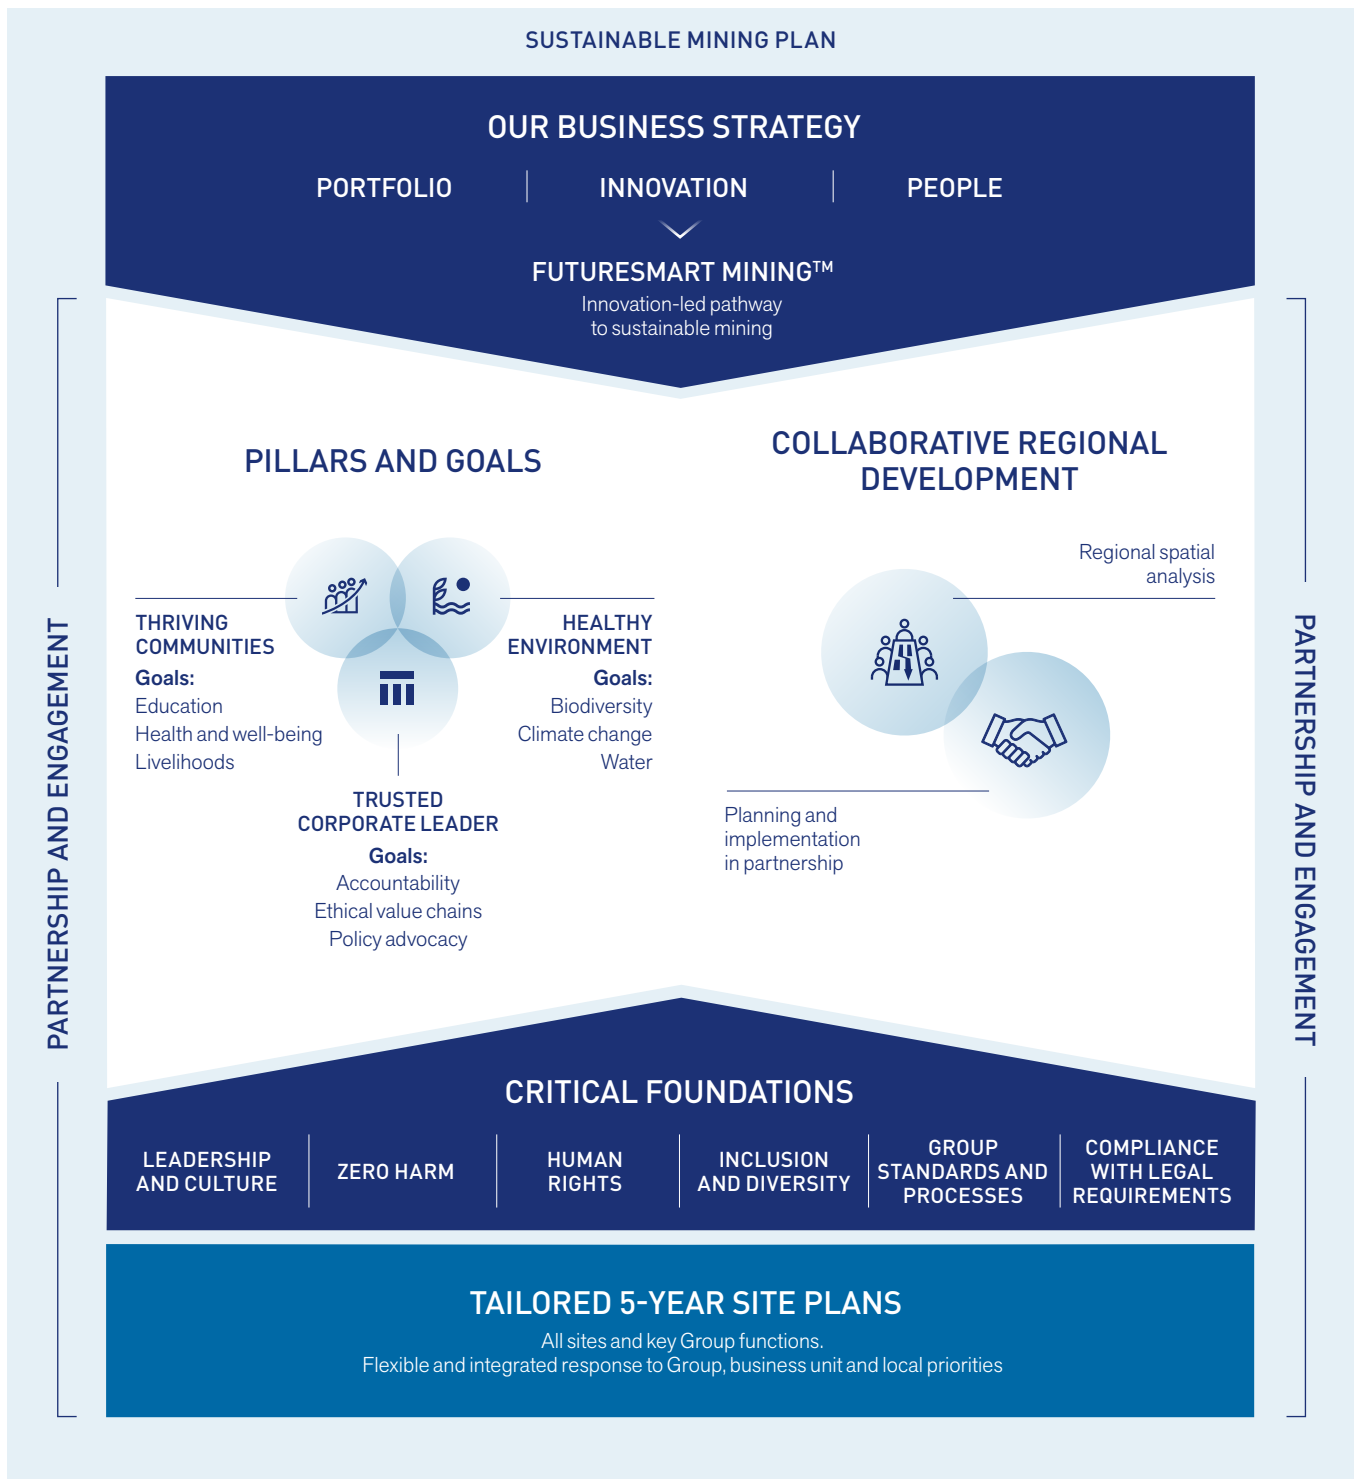 SUSTAINABLE MINING PLAN
OUR BUSINESS STRATEGY
PORTFOLIO
INNOVATION
PEOPLE
FUTURESMART MINING™
Innovation-led pathway
to sustainable mining
PARTNERSHIP AND ENGAGEMENT
PILLARS AND GOALS
THRIVING
COMMUNITIES
Goals:
Education
Health and well-being
Livelihoods
HEALTHY
ENVIRONMENT
Goals:
Biodiversity
Climate change
Water
TRUSTED
CORPORATE LEADER
Goals:
Accountability
Ethical value chains
Policy advocacy
COLLABORATIVE REGIONAL
DEVELOPMENT
Regional spatial
analysis
Planning and
implementation
in partnership
PARTNERSHIP AND ENGAGEMENT
CRITICAL FOUNDATIONS
LEADERSHIP
AND CULTURE
ZERO HARM
HUMAN
RIGHTS
INCLUSION
AND DIVERSITY
GROUP
STANDARDS AND
PROCESSES
COMPLIANCE
WITH LEGAL
REQUIREMENTS
TAILORED 5-YEAR SITE PLANS
All sites and key Group functions.
Flexible and integrated response to Group, business unit and local priorities